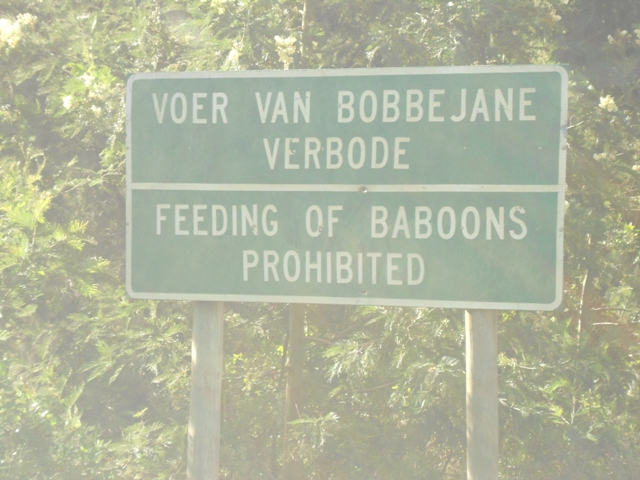 VOER VAN BOBBEJANE
VERBODE
FEEDING OF BABOONS
PROHIBITED